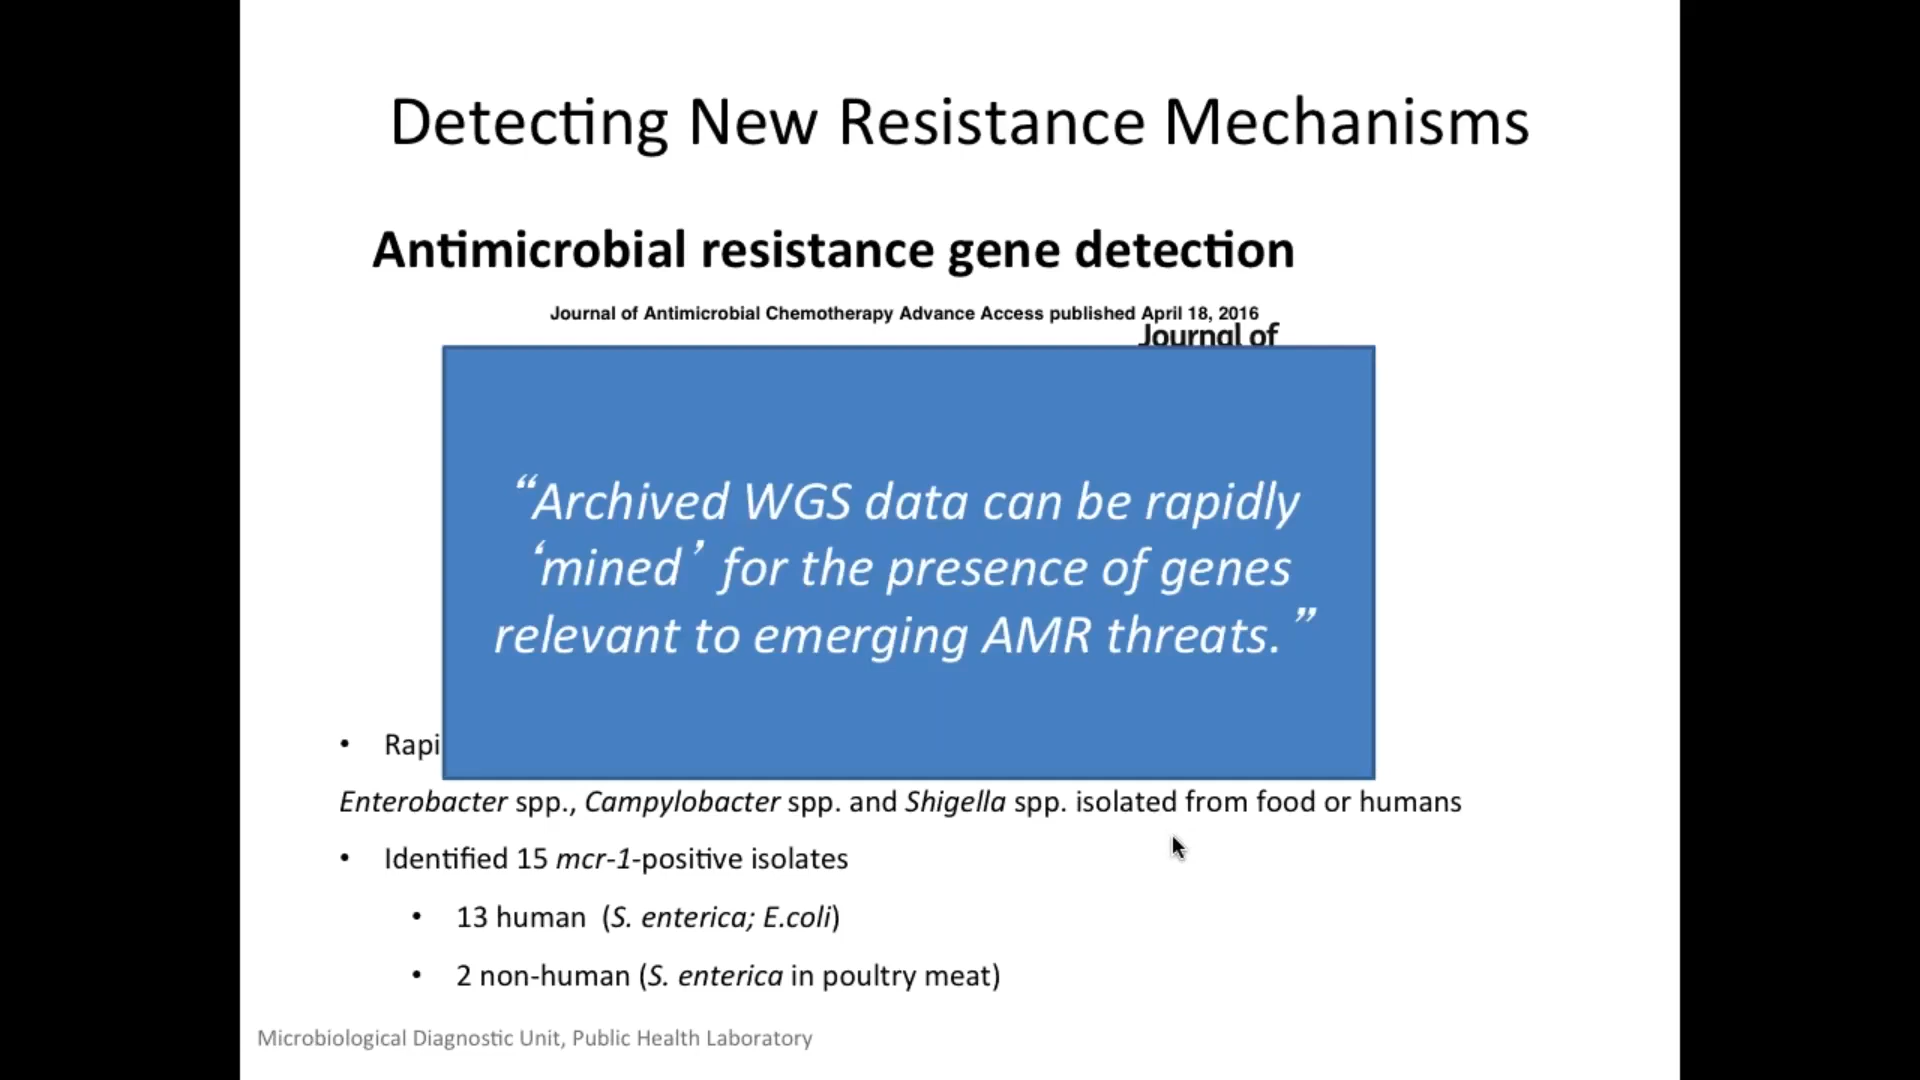 Detecting New Resistance Mechanisms
Antimicrobial resistance gene detection
Journal of Antimicrobial Chemotherapy Advance Access published April 18, 2016
Journal of
“Archived WGS data can be rapidly
‘mined’ for the presence of genes
relevant to emerging AMR threats.”
• Rapi
Enterobacter spp., Campylobacter spp. and Shigella spp. isolated from food or humans
• Identified 15 mcr-1-positive isolates
• 13 human (S. enterica; E.coli)
• 2 non-human (S. enterica in poultry meat)
Microbiological Diagnostic Unit, Public Health Laboratory